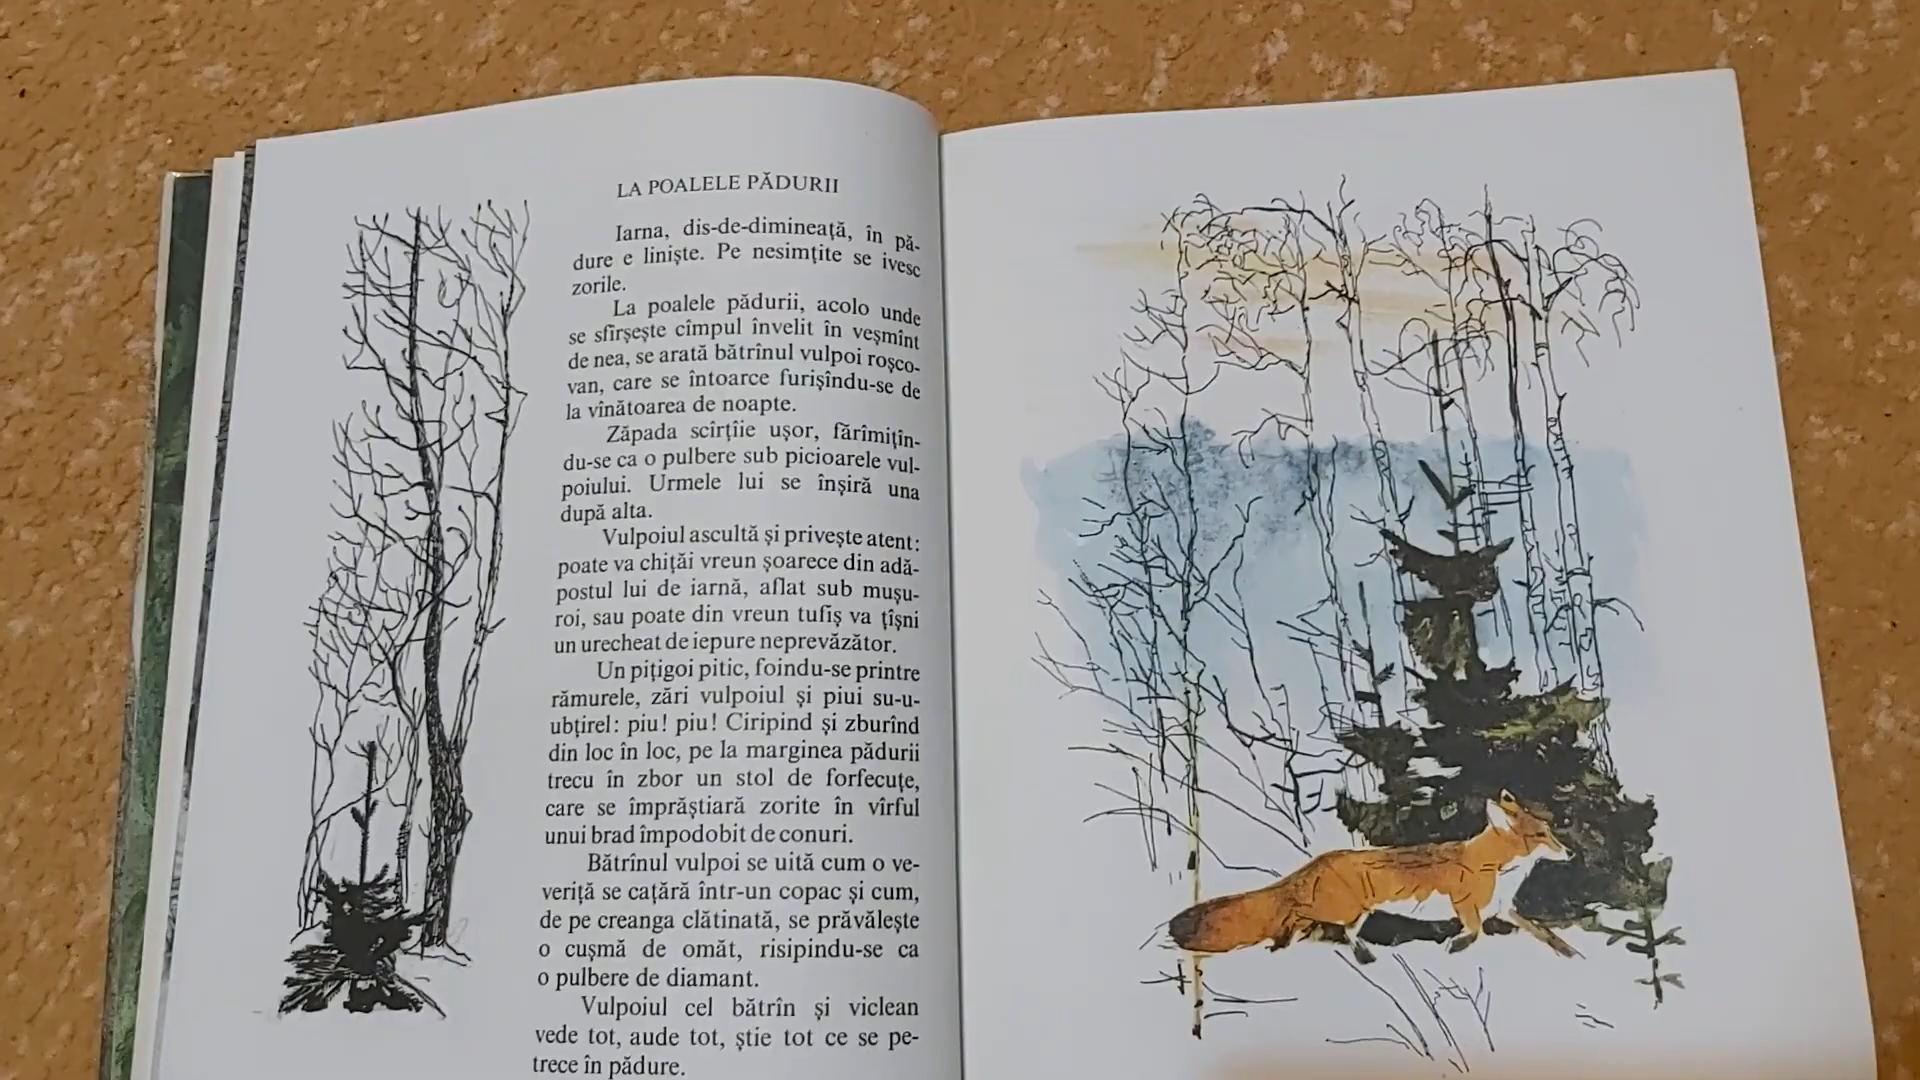 LA POALELE PĂDURII
Iarna, dis-de-dimineață, în pă-
dure e liniște. Pe nesimțite se ivesc
zorile.
La poalele pădurii, acolo unde
se sfîrșește cîmpul învelit în veșmînt
de nea, se arată bătrînul vulpoi roșco-
van, care se întoarce furișîndu-se de
la vînătoarea de noapte.
Zăpada scîrțîie ușor, fărîmițîn-
du-se ca o pulbere sub picioarele vul-
poiului. Urmele lui se înșiră una
după alta.
Vulpoiul ascultă și privește atent:
poate va chițăi vreun șoarece din adă-
postul lui de iarnă, aflat sub mușu-
roi, sau poate din vreun tufiș va țîșni
un urecheat de iepure neprevăzător.
Un pițigoi pitic, foindu-se printre
rămurele, zări vulpoiul și piui su-u-
ubțirel: piu! piu! Ciripind și zburînd
din loc în loc, pe la marginea pădurii
trecu în zbor un stol de forfecuțe,
care se împrăștiară zorite în vîrful
unui brad împodobit de conuri.
Bătrînul vulpoi se uită cum o ve-
veriță se cațără într-un copac și cum,
de pe creanga clătinată, se prăvălește
o cușmă de omăt, risipindu-se ca
o pulbere de diamant.
Vulpoiul cel bătrîn și viclean
vede tot, aude tot, știe tot ce se pe-
trece în pădure.